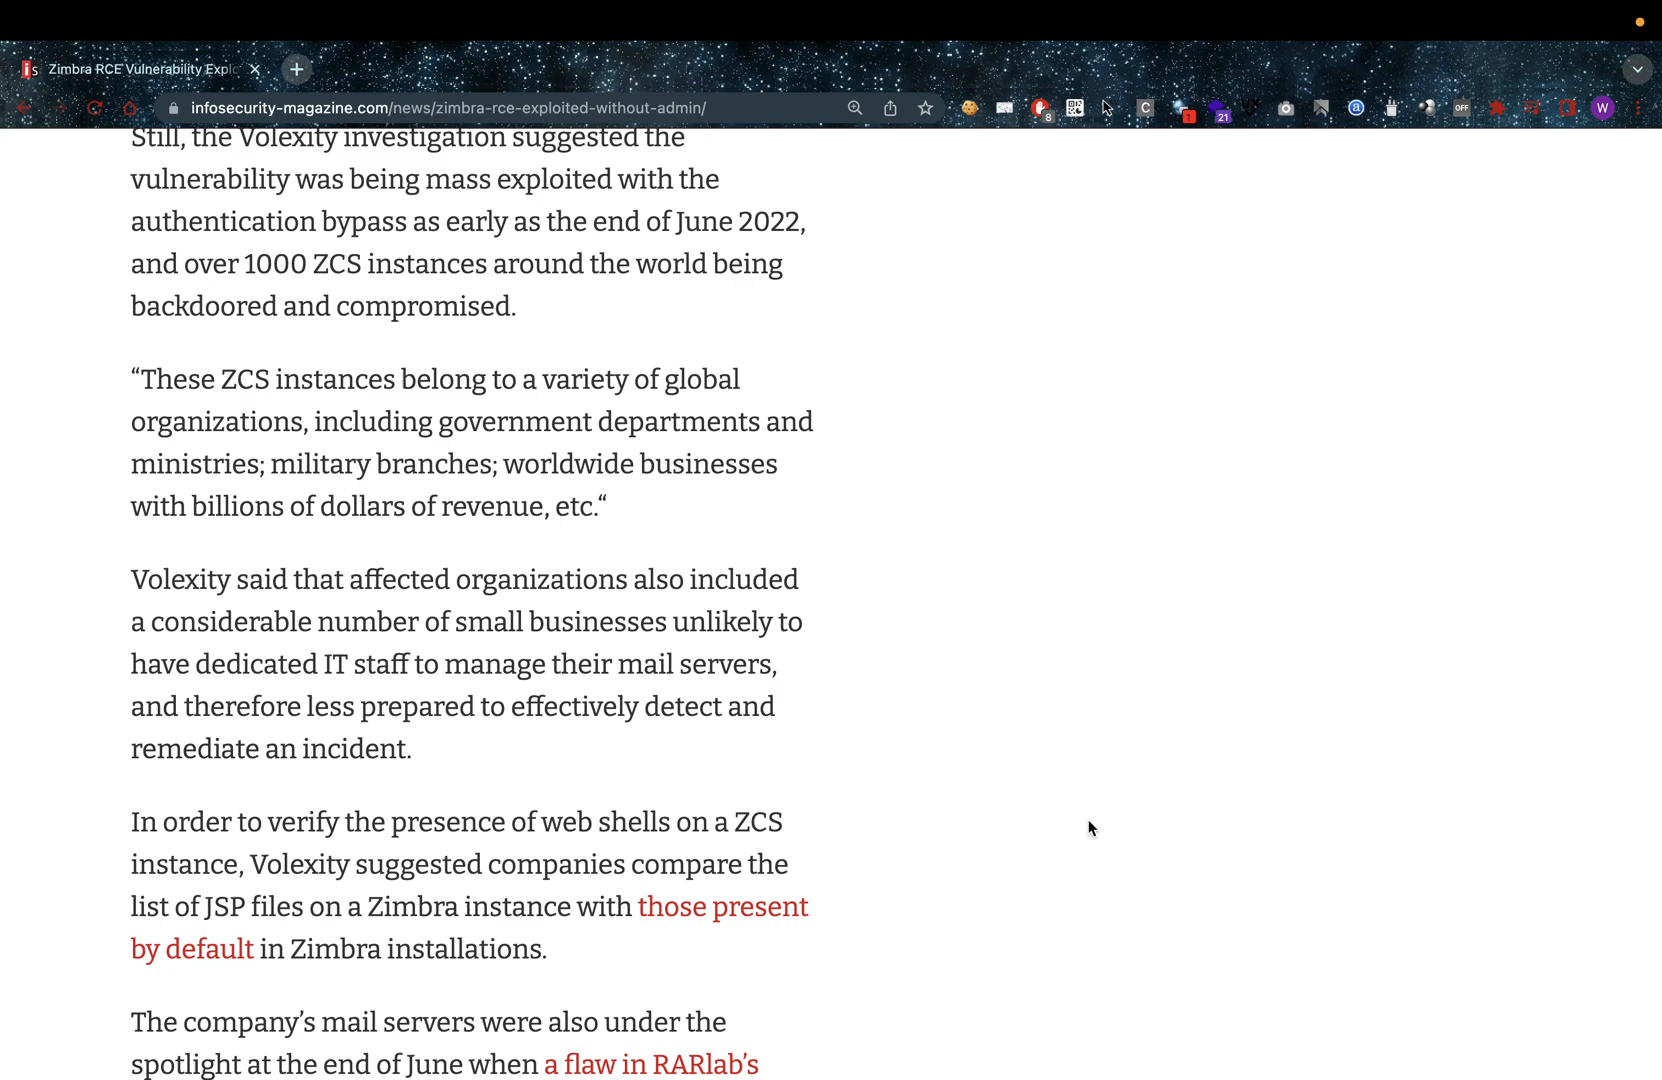 Zimbra RCE Vulnerability Explo
infosecurity-magazine.com/news/zimbra-rce-exploited-without-admin/
8
C
1
21
a
OFF
W
Still, the Volexity investigation suggested the
vulnerability was being mass exploited with the
authentication bypass as early as the end of June 2022,
and over 1000 ZCS instances around the world being
backdoored and compromised.
“These ZCS instances belong to a variety of global
organizations, including government departments and
ministries; military branches; worldwide businesses
with billions of dollars of revenue, etc.“
Volexity said that affected organizations also included
a considerable number of small businesses unlikely to
have dedicated IT staff to manage their mail servers,
and therefore less prepared to effectively detect and
remediate an incident.
In order to verify the presence of web shells on a ZCS
instance, Volexity suggested companies compare the
list of JSP files on a Zimbra instance with those present
by default in Zimbra installations.
The company’s mail servers were also under the
spotlight at the end of June when a flaw in RARlab’s